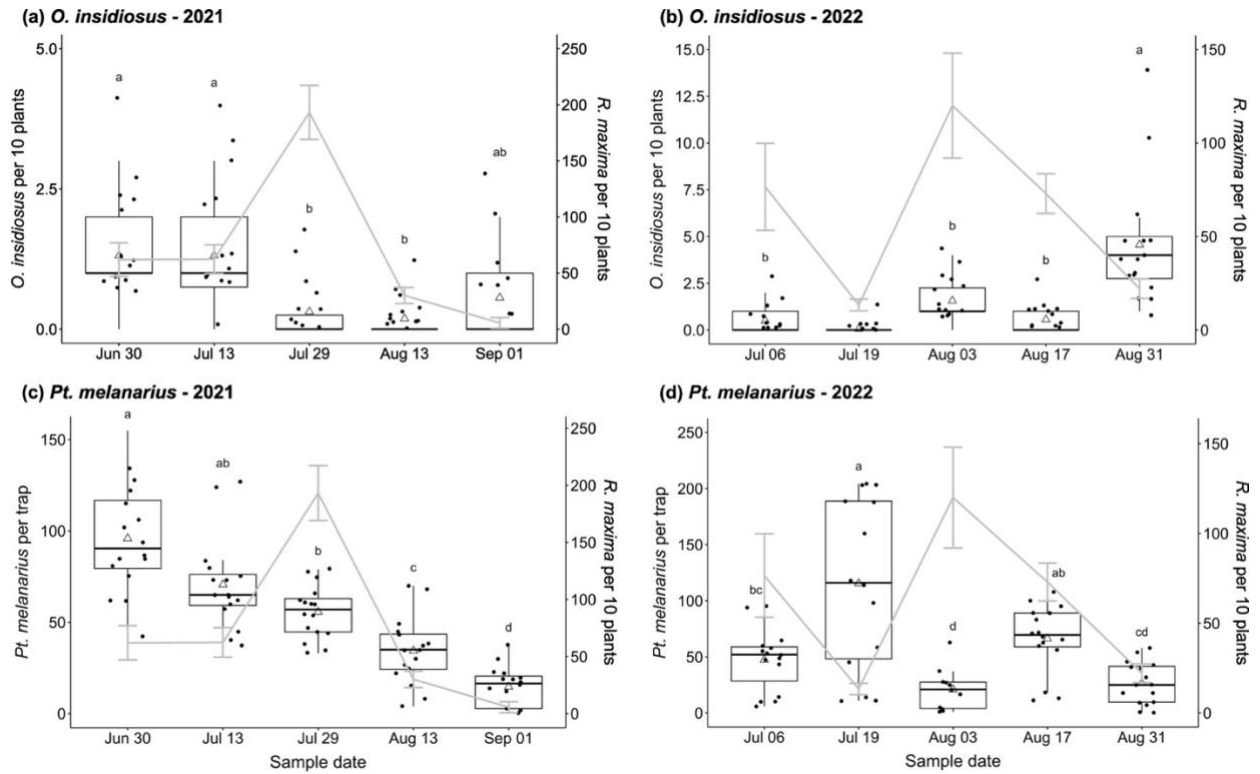 (a) O. insidiosus - 2021
O. insidiosus per 10 plants
5.0
2.5
0.0
a
a
b
b
ab
250
200
150
100
50
0
R. maxima per 10 plants
Jun 30 Jul 13 Jul 29 Aug 13 Sep 01
(b) O. insidiosus - 2022
O. insidiosus per 10 plants
15.0
12.5
10.0
7.5
5.0
2.5
0.0
b
b
b
a
150
100
50
0
R. maxima per 10 plants
Jul 06 Jul 19 Aug 03 Aug 17 Aug 31
(c) Pt. melanarius - 2021
Pt. melanarius per trap
150
100
50
0
a
ab
b
c
d
250
200
150
100
50
0
R. maxima per 10 plants
Jun 30 Jul 13 Jul 29 Aug 13 Sep 01
Sample date
(d) Pt. melanarius - 2022
Pt. melanarius per trap
250
200
150
100
50
0
bc
a
d
ab
cd
150
100
50
0
R. maxima per 10 plants
Jul 06 Jul 19 Aug 03 Aug 17 Aug 31
Sample date